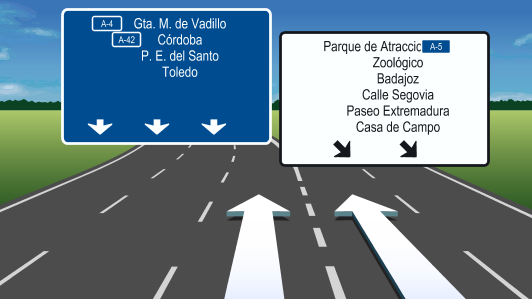 A-4 Gta. M. de Vadillo
A-42 Córdoba
P. E. del Santo
Toledo
Parque de Atraccio A-5
Zoológico
Badajoz
Calle Segovia
Paseo Extremadura
Casa de Campo